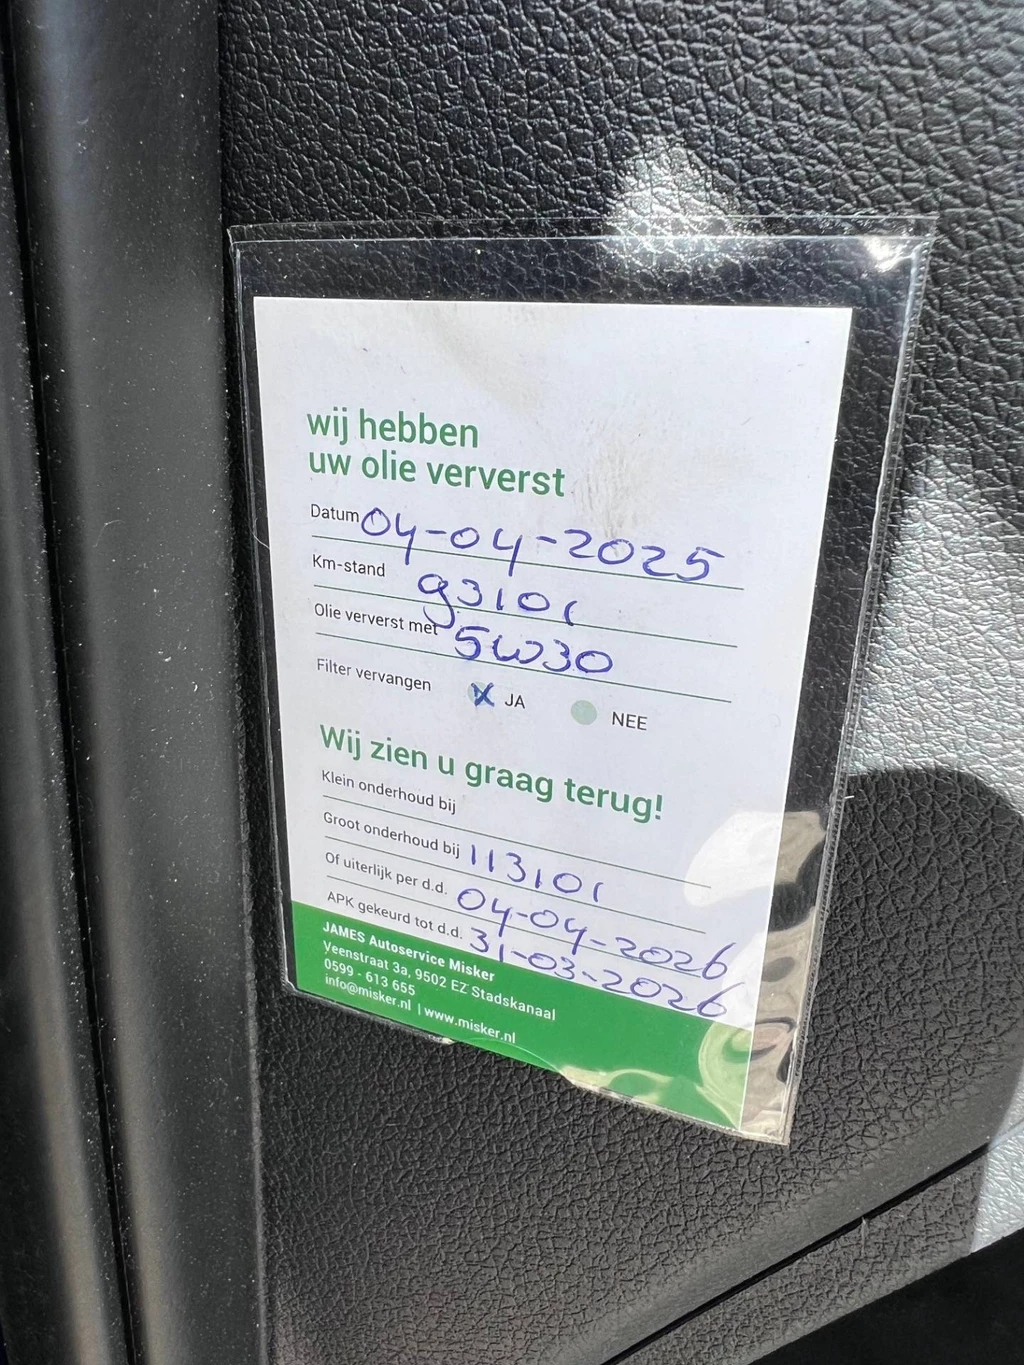 wij hebben
uw olie ververst
Datum 04-04-2025
Km-stand 93101
Olie ververst met 5W30
Filter vervangen X JA NEE
Wij zien u graag terug!
Klein onderhoud bij
Groot onderhoud bij 113101
Of uiterlijk per d.d. 04-04-2026
APK gekeurd tot d.d. 31-03-2026
JAMES Autoservice Misker
Veenstraat 3a, 9502 EZ Stadskanaal
0599 - 613 655
info@misker.nl | www.misker.nl